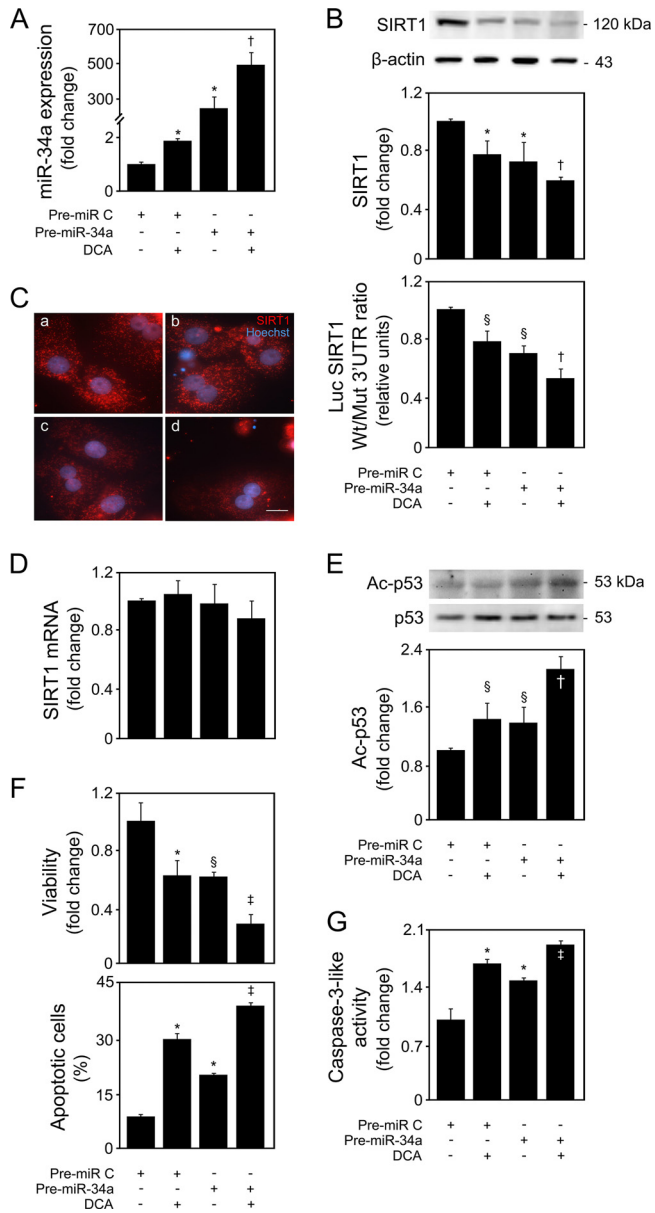 A
miR-34a expression
(fold change)
700
500
300
2
1
0
* * †
Pre-miR C + + - -
Pre-miR-34a - - + +
DCA - + - +
B
SIRT1 - 120 kDa
β-actin - 43
SIRT1
(fold change)
1.2
0.8
0.4
0
* * †
Luc SIRT1
Wt/Mut 3'UTR ratio
(relative units)
1.2
0.8
0.4
0
§ § †
Pre-miR C + + - -
Pre-miR-34a - - + +
DCA - + - +
C
a
b
SIRT1
Hoechst
c
d
D
SIRT1 mRNA
(fold change)
1.2
0.8
0.4
0
E
Ac-p53 - 53 kDa
p53 - 53
Ac-p53
(fold change)
2.4
1.6
0.8
0
§ § †
Pre-miR C + + - -
Pre-miR-34a - - + +
DCA - + - +
F
Viability
(fold change)
1.2
0.8
0.4
0
* § ‡
Apoptotic cells
(%)
45
30
15
0
* * ‡
Pre-miR C + + - -
Pre-miR-34a - - + +
DCA - + - +
G
Caspase-3-like
activity
(fold change)
2.1
1.4
0.7
0
* * ‡
Pre-miR C + + - -
Pre-miR-34a - - + +
DCA - + - +